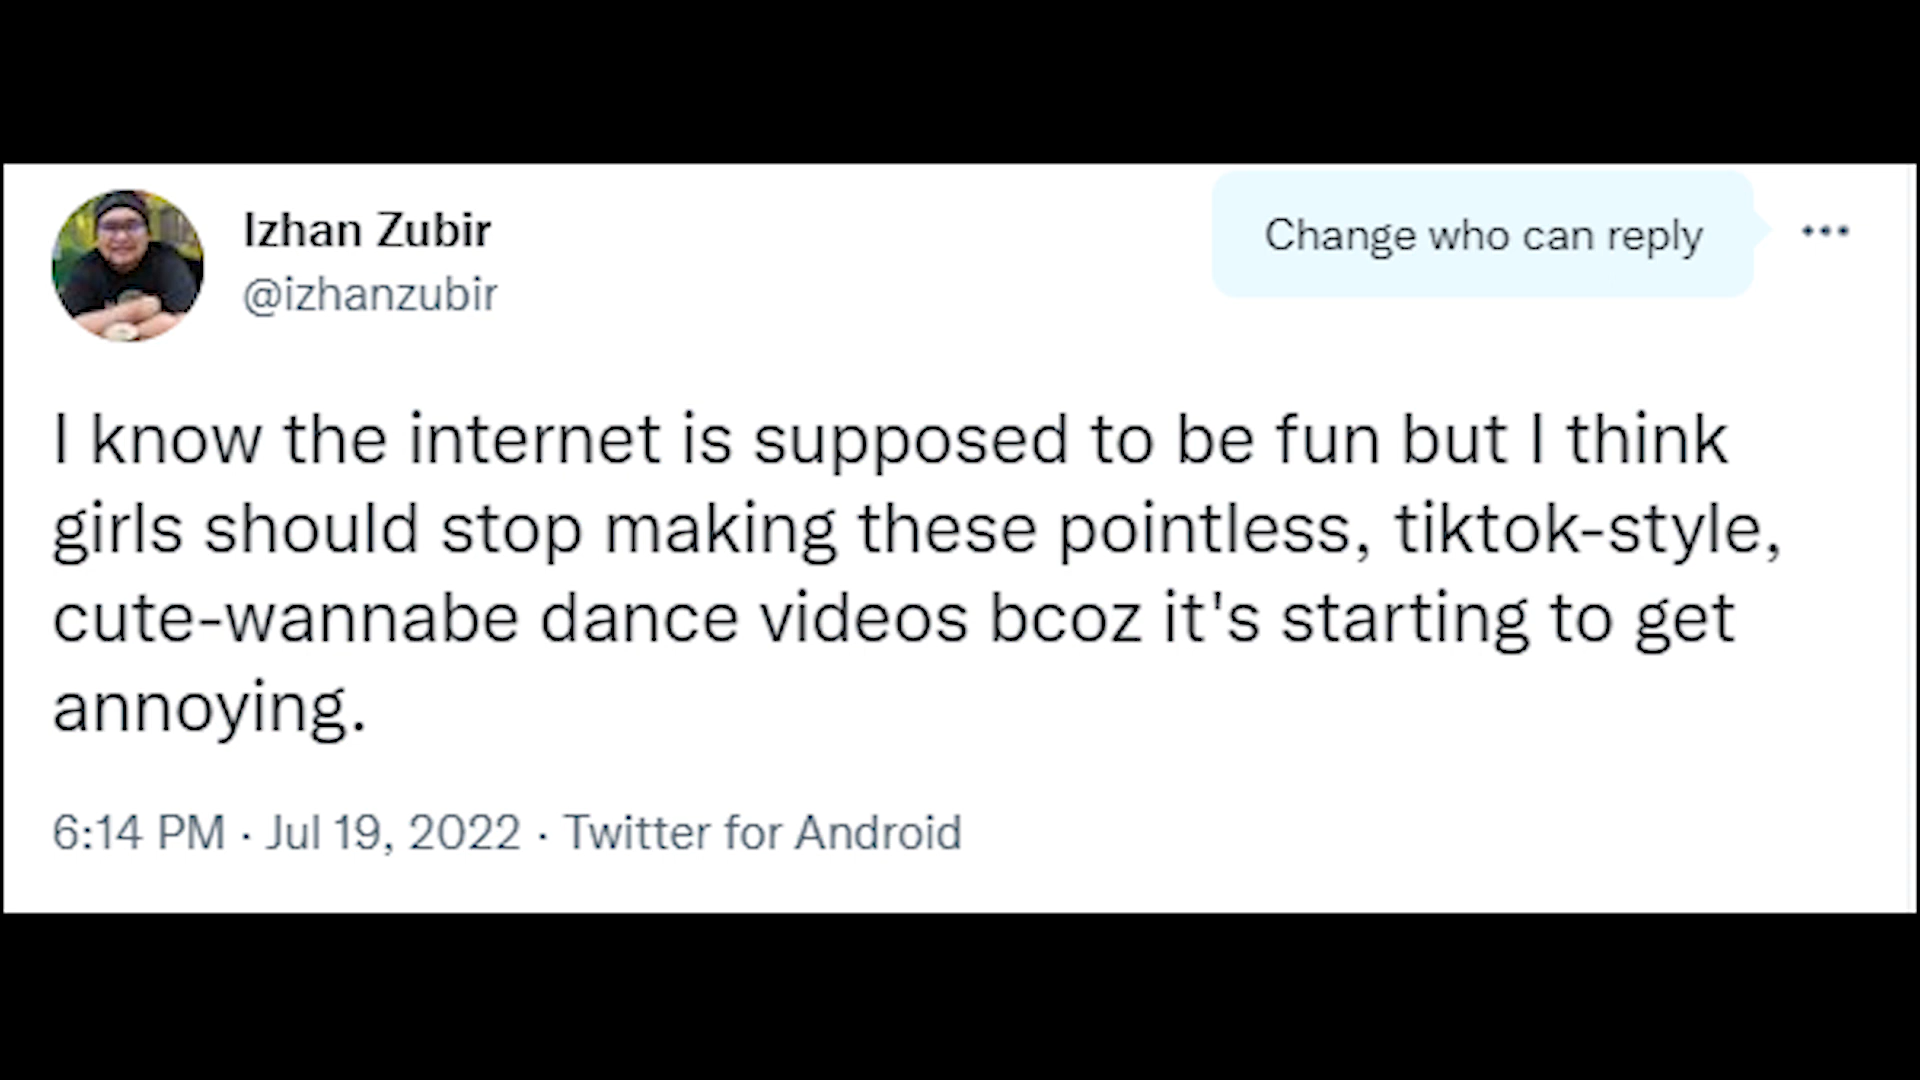 Izhan Zubir
@izhanzubir
Change who can reply
I know the internet is supposed to be fun but I think
girls should stop making these pointless, tiktok-style,
cute-wannabe dance videos bcoz it's starting to get
annoying.
6:14 PM · Jul 19, 2022 · Twitter for Android